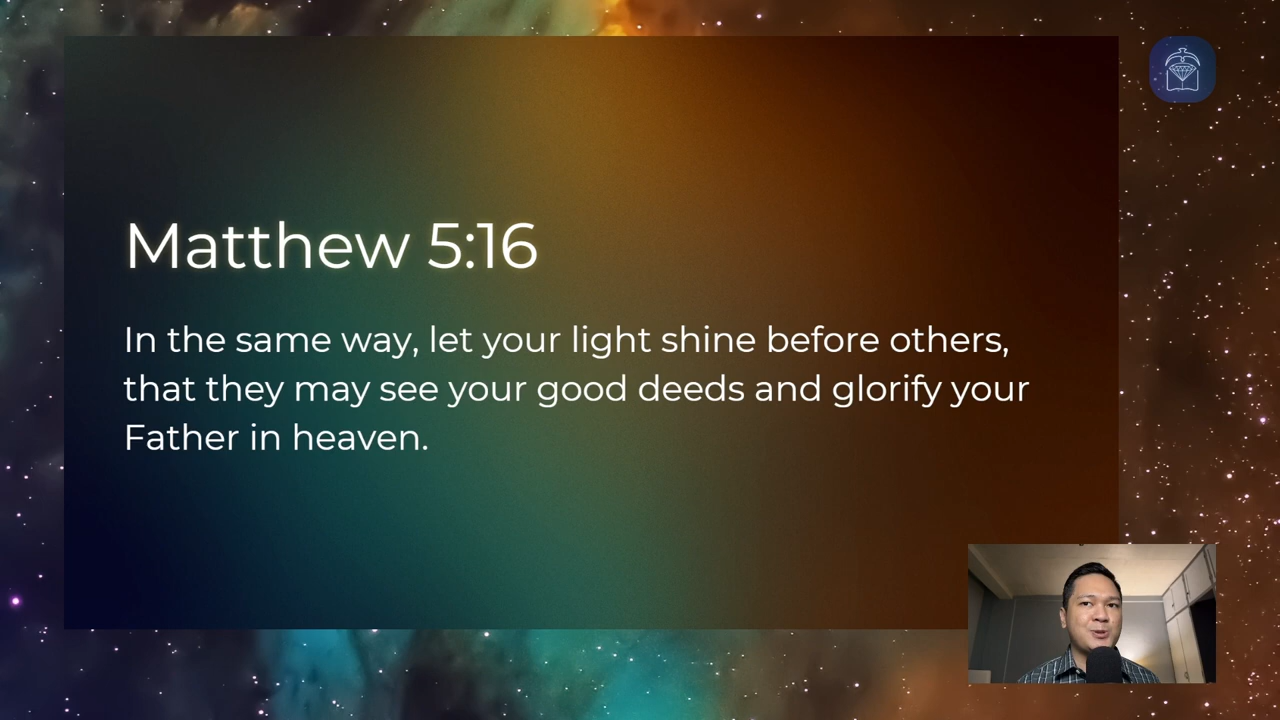 Matthew 5:16
In the same way, let your light shine before others,
that they may see your good deeds and glorify your
Father in heaven.